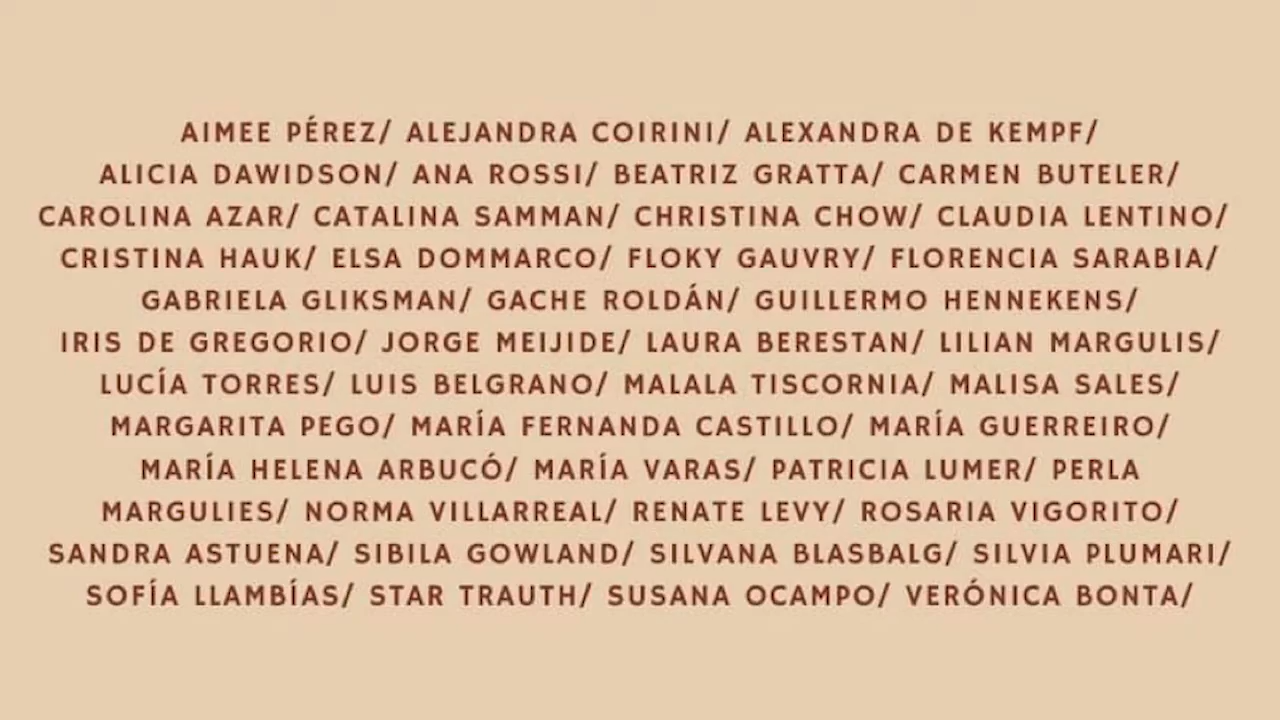 AIMEE PÉREZ/ ALEJANDRA COIRINI/ ALEXANDRA DE KEMPF/
ALICIA DAWIDSON/ ANA ROSSI/ BEATRIZ GRATTA/ CARMEN BUTELER/
CAROLINA AZAR/ CATALINA SAMMAN/ CHRISTINA CHOW/ CLAUDIA LENTINO/
CRISTINA HAUK/ ELSA DOMMARCO/ FLOKY GAUVRY/ FLORENCIA SARABIA/
GABRIELA GLIKSMAN/ GACHE ROLDÁN/ GUILLERMO HENNEKENS/
IRIS DE GREGORIO/ JORGE MEIJIDE/ LAURA BERESTAN/ LILIAN MARGULIS/
LUCÍA TORRES/ LUIS BELGRANO/ MALALA TISCORNIA/ MALISA SALES/
MARGARITA PEGO/ MARÍA FERNANDA CASTILLO/ MARÍA GUERREIRO/
MARÍA HELENA ARBUCÓ/ MARÍA VARAS/ PATRICIA LUMER/ PERLA
MARGULIES/ NORMA VILLARREAL/ RENATE LEVY/ ROSARIA VIGORITO/
SANDRA ASTUENA/ SIBILA GOWLAND/ SILVANA BLASBALG/ SILVIA PLUMARI/
SOFÍA LLAMBÍAS/ STAR TRAUTH/ SUSANA OCAMPO/ VERÓNICA BONTA/